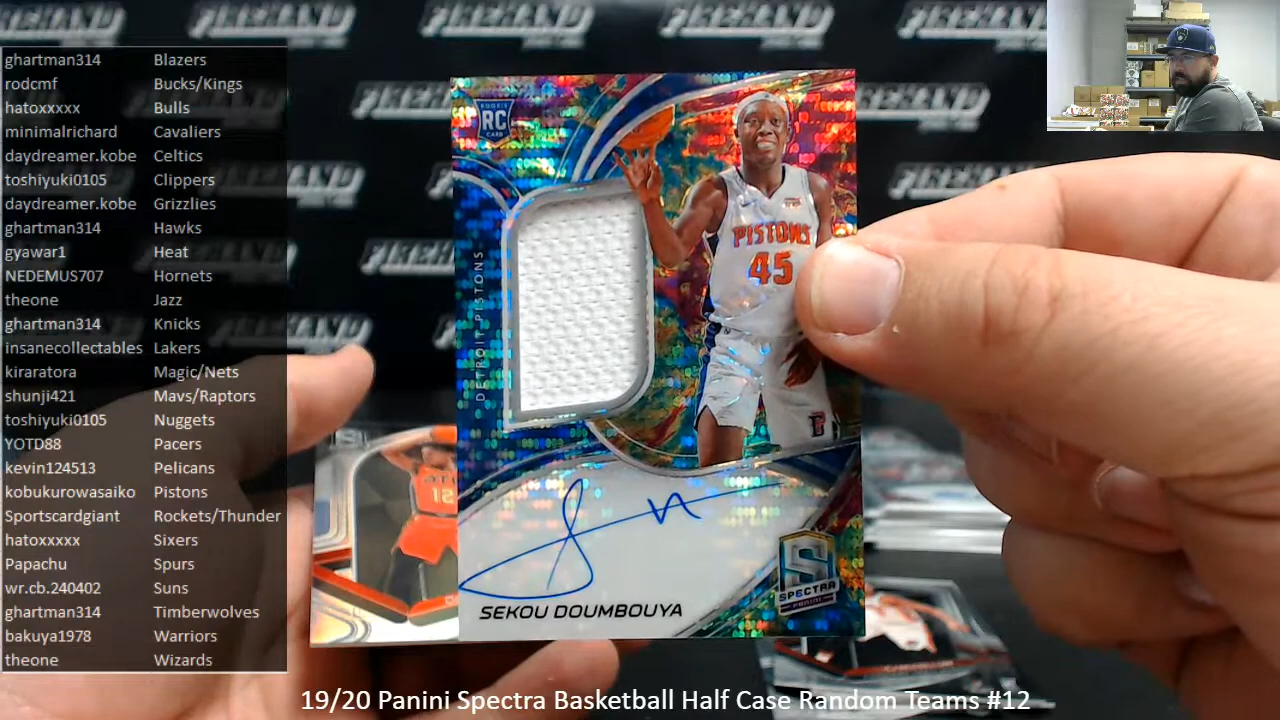 ghartman314 Blazers
rodcmf Bucks/Kings
hatoxxxxx Bulls
minimalrichard Cavaliers
daydreamer.kobe Celtics
toshiyuki0105 Clippers
daydreamer.kobe Grizzlies
ghartman314 Hawks
gyawar1 Heat
NEDEMUS707 Hornets
theone Jazz
ghartman314 Knicks
insanecollectables Lakers
kiraratora Magic/Nets
shunji421 Mavs/Raptors
toshiyuki0105 Nuggets
YOTD88 Pacers
kevin124513 Pelicans
kobukurowasaiko Pistons
Sportscardgiant Rockets/Thunder
hatoxxxxx Sixers
Papachu Spurs
wr.cb.240402 Suns
ghartman314 Timberwolves
bakuya1978 Warriors
theone Wizards
FIREHAND
ROOKIE
RC
CARD
DETROIT PISTONS
PISTONS
45
12
S
SPECTRA
PANINI
SEKOU DOUMBOUYA
19/20 Panini Spectra Basketball Half Case Random Teams #12